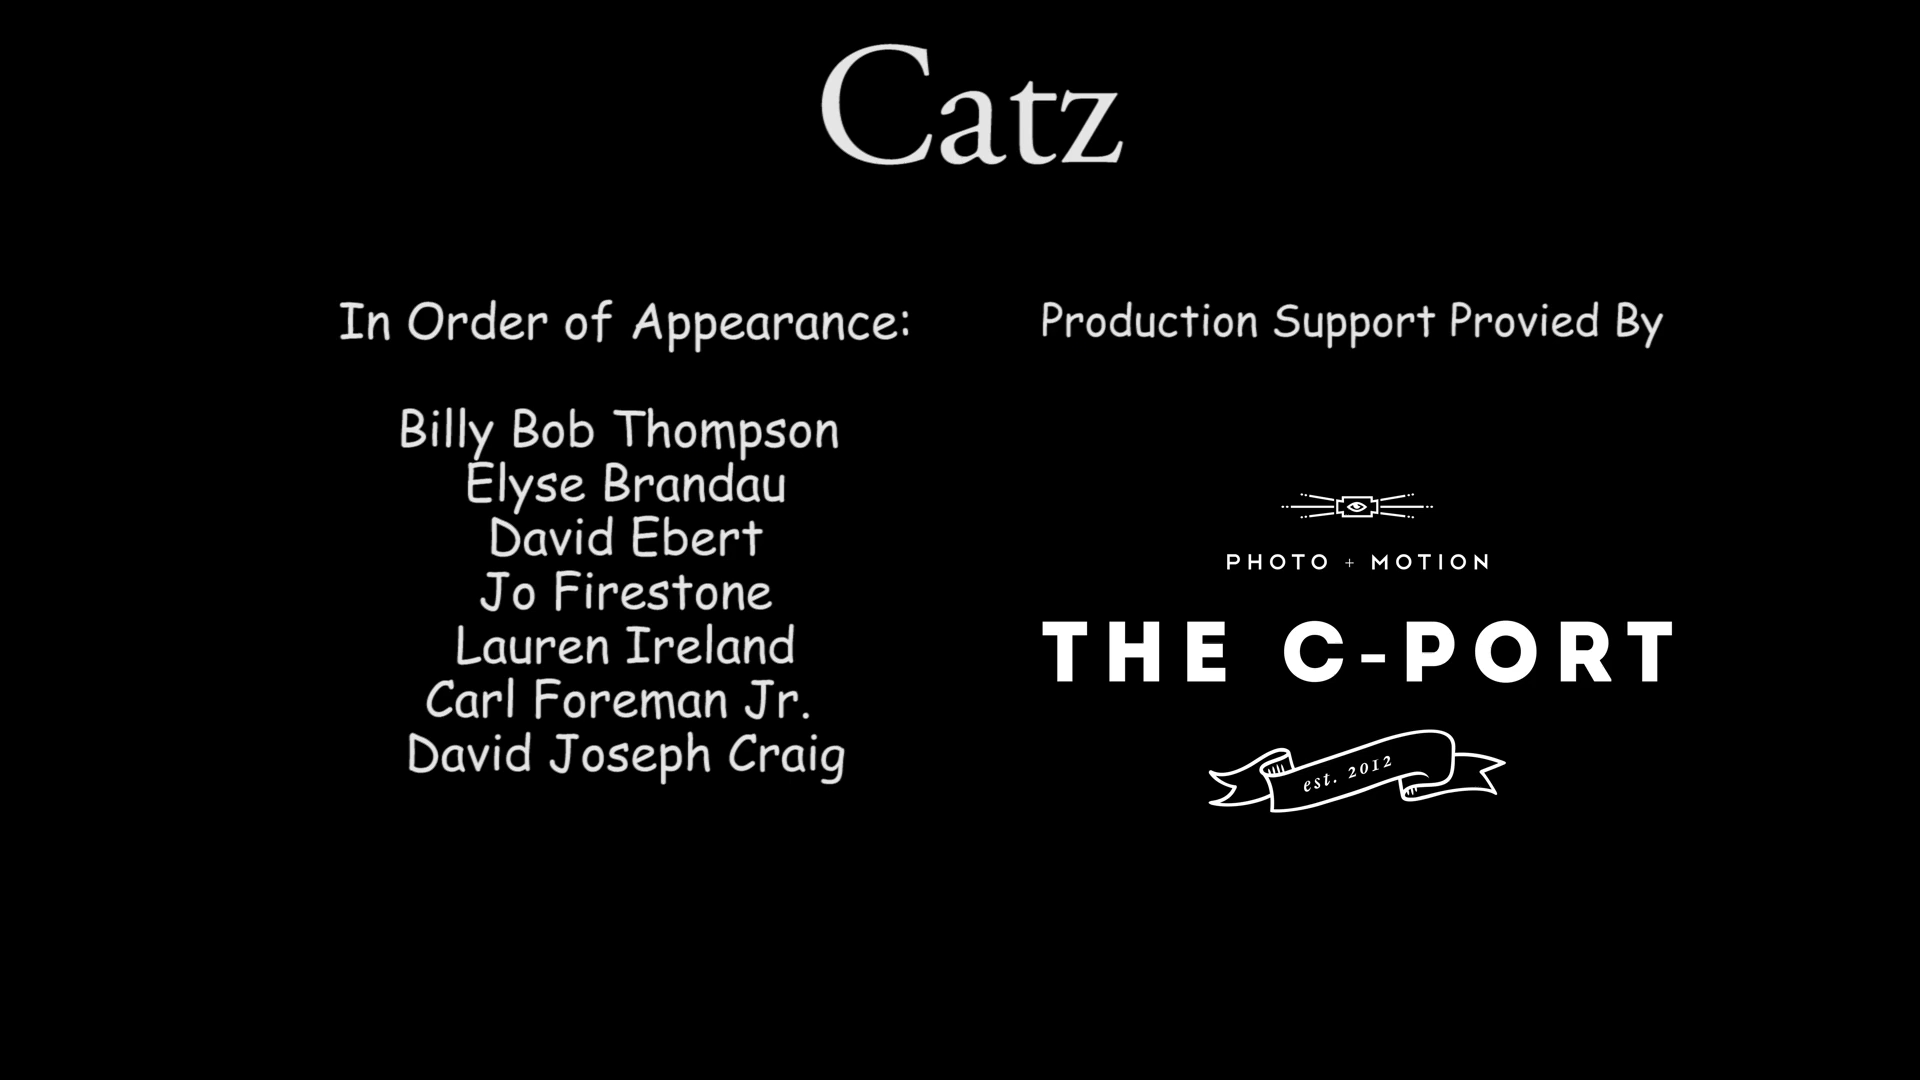 Catz
In Order of Appearance:
Billy Bob Thompson
Elyse Brandau
David Ebert
Jo Firestone
Lauren Ireland
Carl Foreman Jr.
David Joseph Craig
Production Support Provied By
PHOTO + MOTION
THE C-PORT
est. 2012